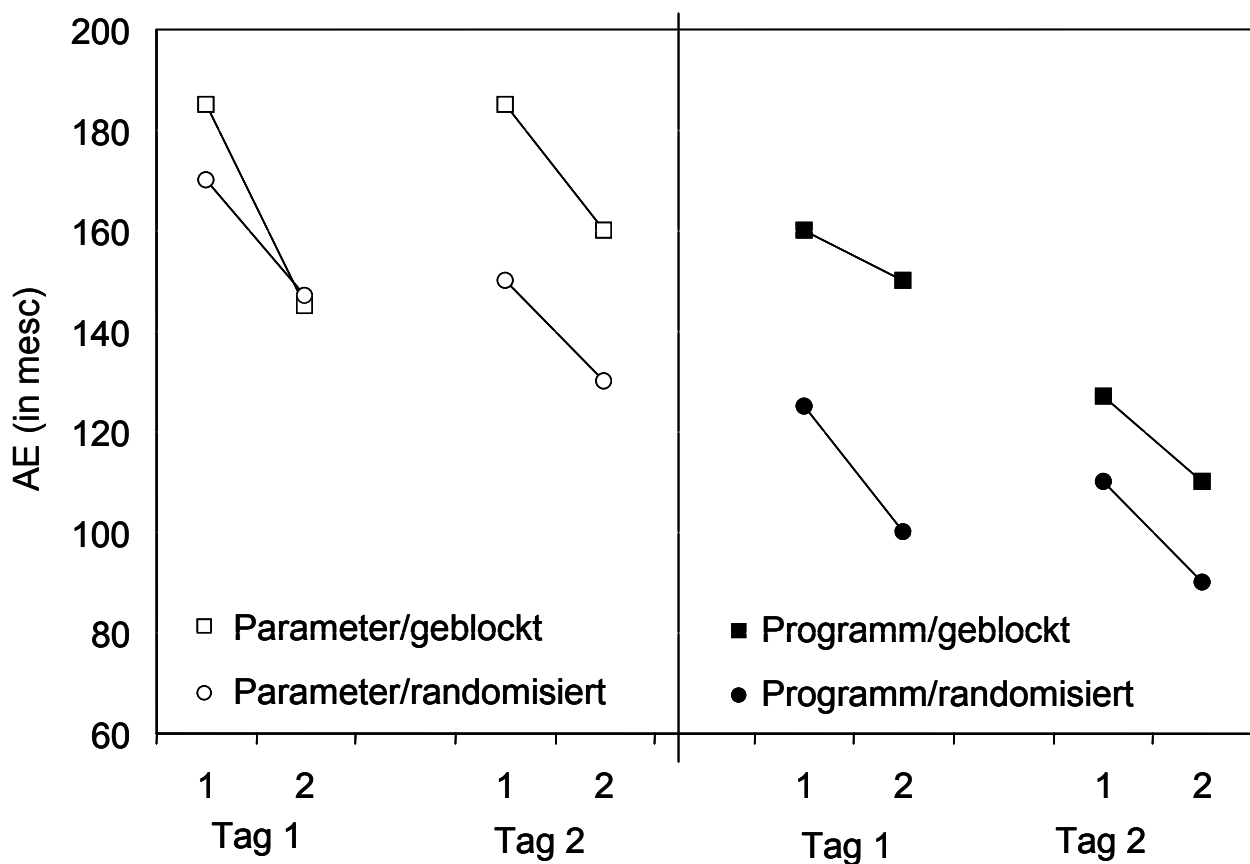 200
180
160
140
120
100
80
60
AE (in mesc)
Parameter/geblockt
Parameter/randomisiert
Programm/geblockt
Programm/randomisiert
1 2 1 2 1 2 1 2
Tag 1 Tag 2 Tag 1 Tag 2